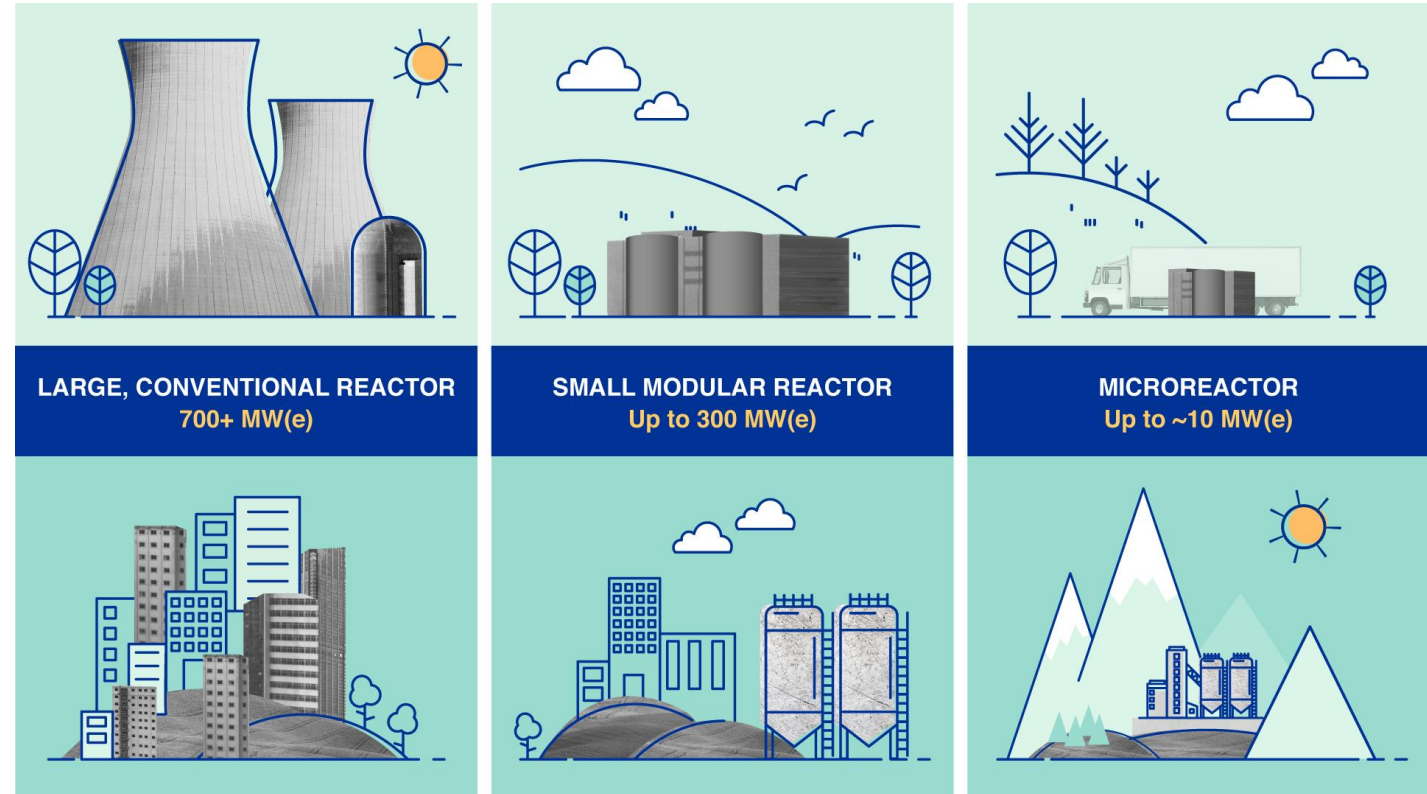 LARGE, CONVENTIONAL REACTOR
700+ MW(e)
SMALL MODULAR REACTOR
Up to 300 MW(e)
MICROREACTOR
Up to ~10 MW(e)